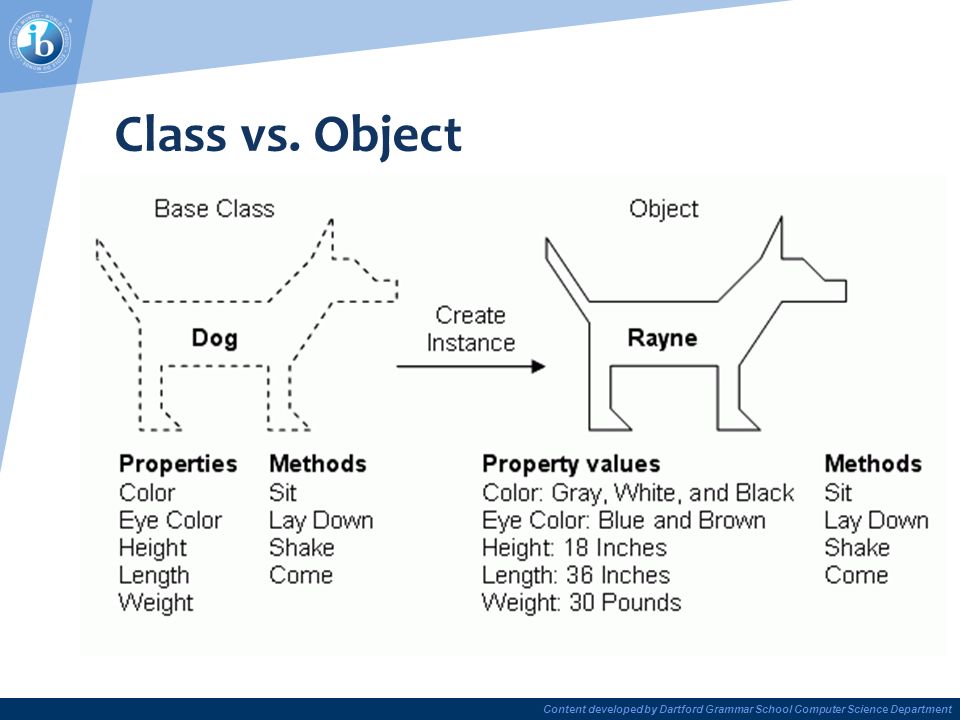 ib
Class vs. Object
Base Class
Object
Dog
Create
Instance
Rayne
Properties Methods
Color Sit
Eye Color Lay Down
Height Shake
Length Come
Weight
Property values Methods
Color: Gray, White, and Black Sit
Eye Color: Blue and Brown Lay Down
Height: 18 Inches Shake
Length: 36 Inches Come
Weight: 30 Pounds
Content developed by Dartford Grammar School Computer Science Department